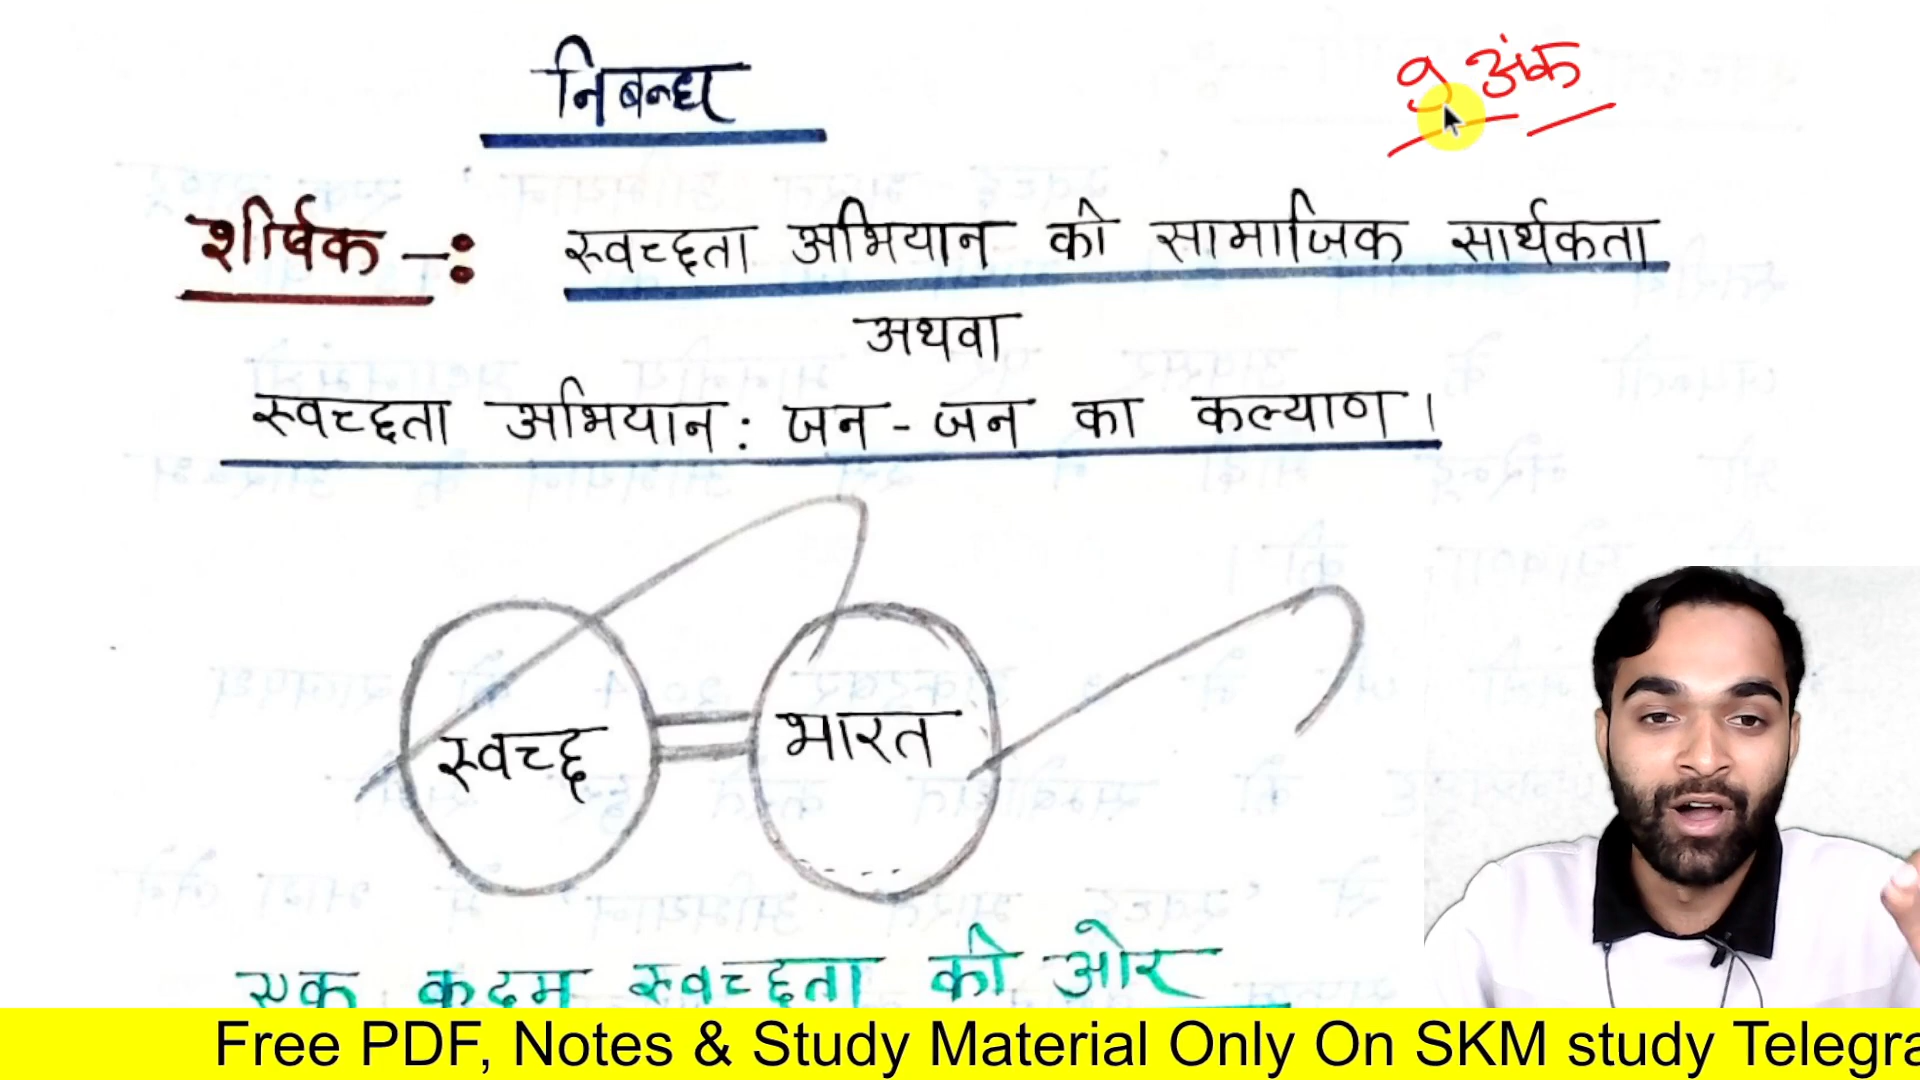 निबन्ध
9 अंक
शीर्षक -: स्वच्छता अभियान की सामाजिक सार्थकता
अथवा
स्वच्छता अभियान: जन-जन का कल्याण।
स्वच्छ भारत
एक कदम स्वच्छता की ओर
Free PDF, Notes & Study Material Only On SKM study Telegra